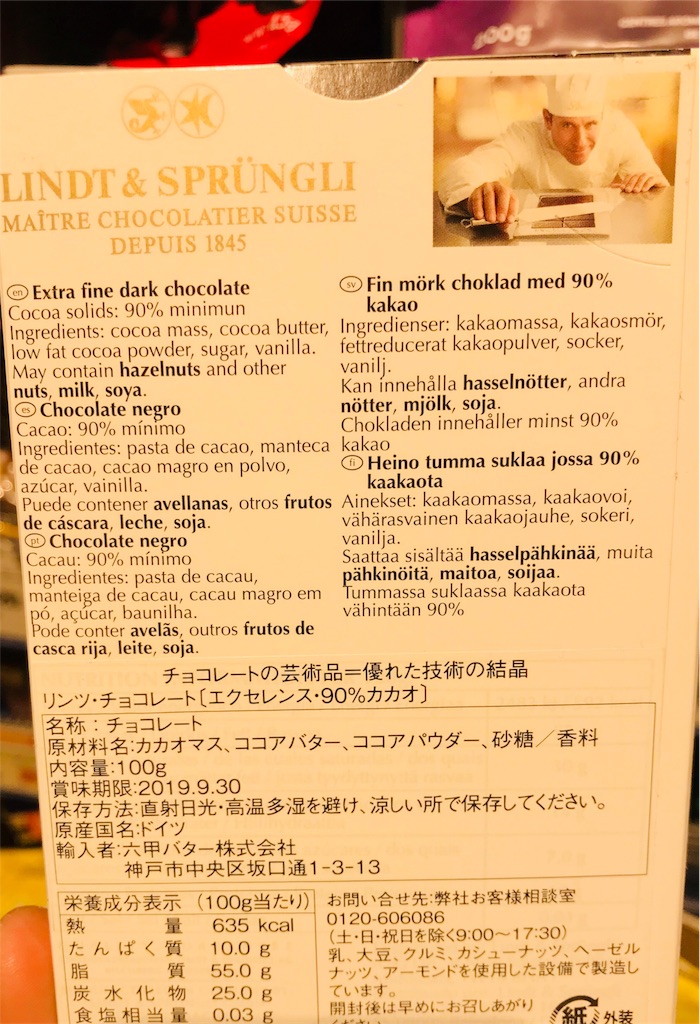 100g
LINDT & SPRÜNGLI
MAÎTRE CHOCOLATIER SUISSE
DEPUIS 1845
en Extra fine dark chocolate
Cocoa solids: 90% minimun
Ingredients: cocoa mass, cocoa butter,
low fat cocoa powder, sugar, vanilla.
May contain hazelnuts and other
nuts, milk, soya.
es Chocolate negro
Cacao: 90% mínimo
Ingredientes: pasta de cacao, manteca
de cacao, cacao magro en polvo,
azúcar, vainilla.
Puede contener avellanas, otros frutos
de cáscara, leche, soja.
pt Chocolate negro
Cacau: 90% mínimo
Ingredientes: pasta de cacau,
manteiga de cacau, cacau magro em
pó, açúcar, baunilha.
Pode conter avelãs, outros frutos de
casca rija, leite, soja.
sv Fin mörk choklad med 90%
kakao
Ingredienser: kakaomassa, kakaosmör,
fettreducerat kakaopulver, socker,
vanilj.
Kan innehålla hasselnötter, andra
nötter, mjölk, soja.
Chokladen innehåller minst 90%
kakao
fi Heino tumma suklaa jossa 90%
kaakaota
Ainekset: kaakaomassa, kaakaovoi,
vähärasvainen kaakaojauhe, sokeri,
vanilja.
Saattaa sisältää hasselpähkinää, muita
pähkinöitä, maitoa, soijaa.
Tummassa suklaassa kaakaota
vähintään 90%
チョコレートの芸術品=優れた技術の結晶
リンツ・チョコレート〔エクセレンス・90%カカオ〕
名称:チョコレート
原材料名:カカオマス、ココアバター、ココアパウダー、砂糖/香料
内容量:100g
賞味期限:2019.9.30
保存方法:直射日光・高温多湿を避け、涼しい所で保存してください。
原産国名:ドイツ
輸入者:六甲バター株式会社
神戸市中央区坂口通1-3-13
栄養成分表示 (100g当たり)
熱量 635 kcal
たんぱく質 10.0 g
脂質 55.0 g
炭水化物 25.0 g
食塩相当量 0.03 g
お問い合せ先:弊社お客様相談室
0120-606086
(土・日・祝日を除く9:00〜17:30)
乳、大豆、クルミ、カシューナッツ、ヘーゼル
ナッツ、アーモンドを使用した設備で製造し
ています。
開封後は早めにお召しあがり
ください
紙 外装